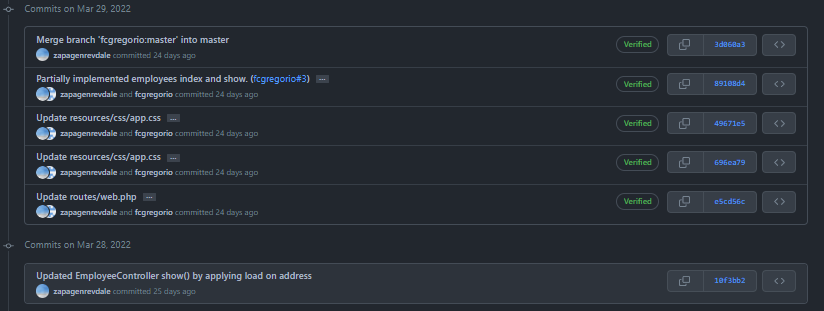 Commits on Mar 29, 2022
Merge branch 'fcgregorio:master' into master
zapagenrevdale committed 24 days ago
Verified
3d060a3
Partially implemented employees index and show. (fcgregorio#3) ...
zapagenrevdale and fcgregorio committed 24 days ago
Verified
89108d4
Update resources/css/app.css ...
zapagenrevdale and fcgregorio committed 24 days ago
Verified
49671e5
Update resources/css/app.css ...
zapagenrevdale and fcgregorio committed 24 days ago
Verified
696ea79
Update routes/web.php ...
zapagenrevdale and fcgregorio committed 24 days ago
Verified
e5cd56c
Commits on Mar 28, 2022
Updated EmployeeController show() by applying load on address
zapagenrevdale committed 25 days ago
10f3bb2